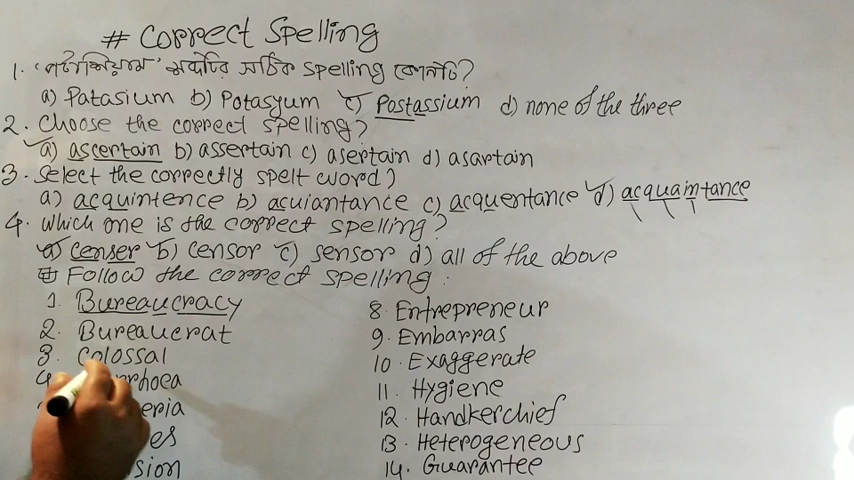 # Correct Spelling
1. 'পটাশিয়াম' শব্দটির সঠিক spelling কোনটি?
a) Patasium b) Potasyum c) Postassium d) none of the three
2. Choose the correct spelling?
a) ascertain b) assertain c) asertain d) asartain
3. Select the correctly spelt word?
a) acquintence b) acuiantance c) acquentance d) acquaintance
4. Which one is the correct spelling?
a) censer b) censor c) sensor d) all of the above
Follow the correct spelling:
1. Bureaucracy
2. Bureaucrat
3. Colossal
8. Entrepreneur
9. Embarras
10. Exaggerate
11. Hygiene
12. Handkerchief
13. Heterogeneous
14. Guarantee